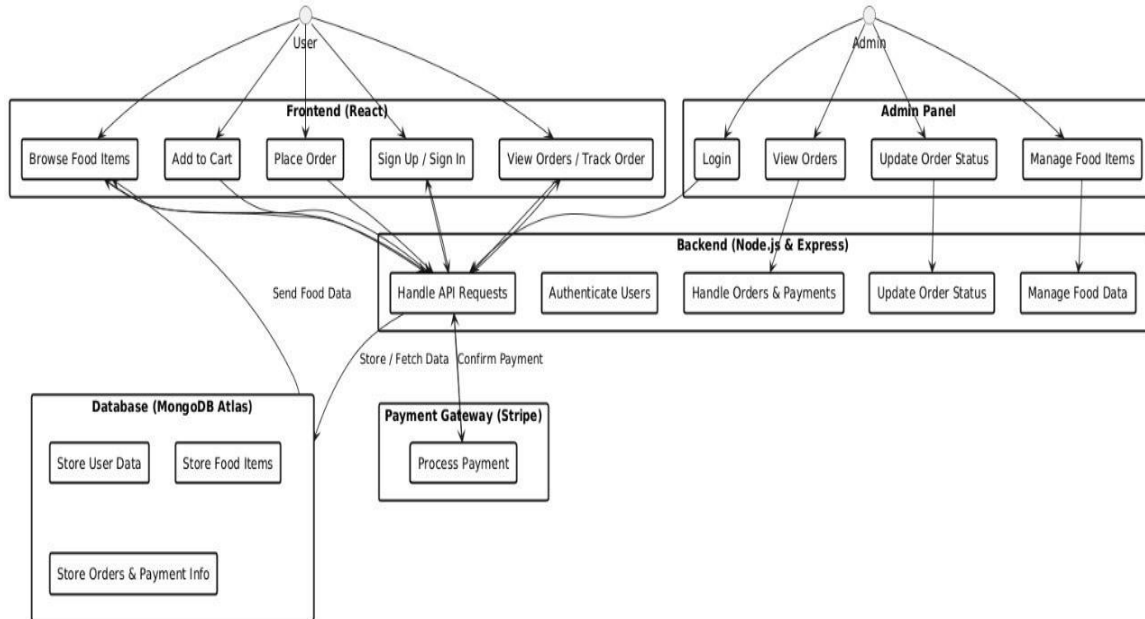 User
Admin
Frontend (React)
Browse Food Items
Add to Cart
Place Order
Sign Up / Sign In
View Orders / Track Order
Admin Panel
Login
View Orders
Update Order Status
Manage Food Items
Backend (Node.js & Express)
Handle API Requests
Authenticate Users
Handle Orders & Payments
Update Order Status
Manage Food Data
Send Food Data
Store / Fetch Data
Confirm Payment
Database (MongoDB Atlas)
Store User Data
Store Food Items
Store Orders & Payment Info
Payment Gateway (Stripe)
Process Payment